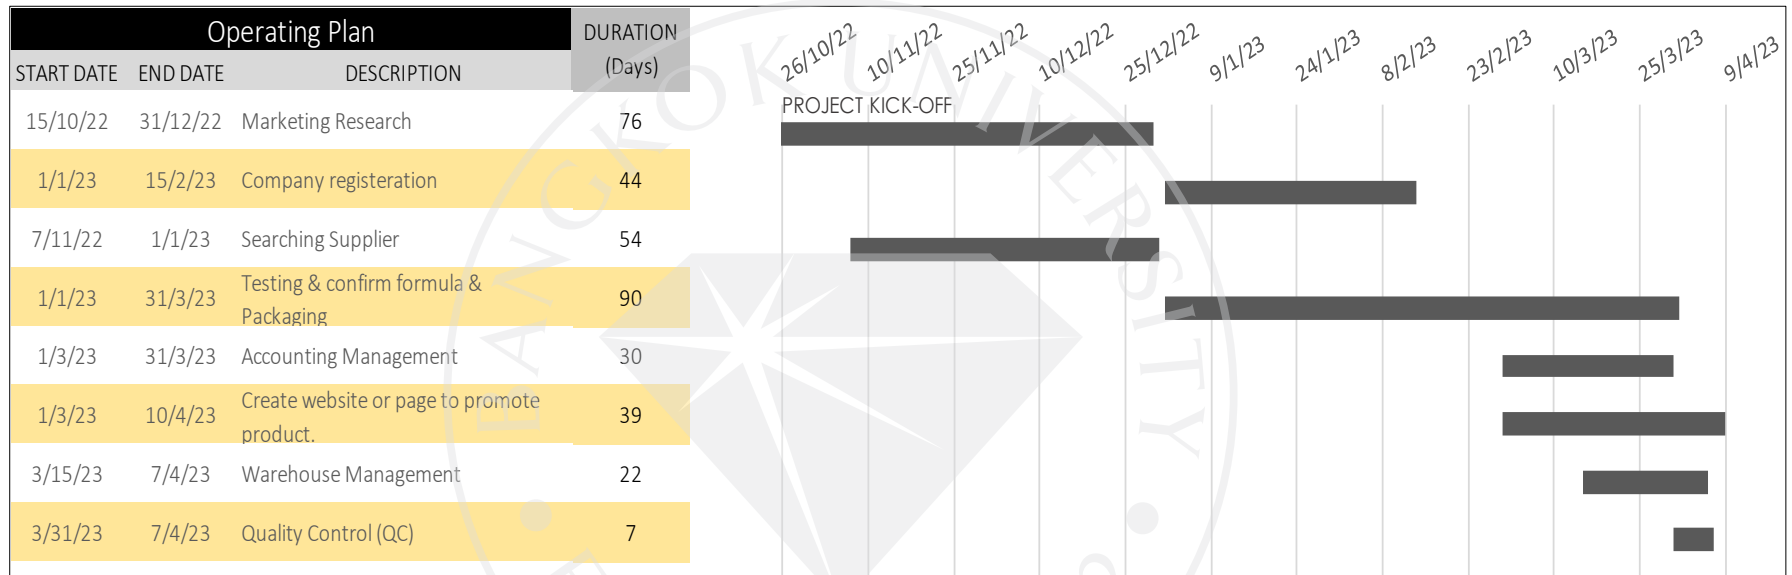 Operating Plan
DURATION
(Days)
START DATE END DATE DESCRIPTION
26/10/22 10/11/22 25/11/22 10/12/22 25/12/22 9/1/23 24/1/23 8/2/23 23/2/23 10/3/23 25/3/23 9/4/23
PROJECT KICK-OFF
15/10/22 31/12/22 Marketing Research 76
1/1/23 15/2/23 Company registeration 44
7/11/22 1/1/23 Searching Supplier 54
1/1/23 31/3/23 Testing & confirm formula &
Packaging 90
1/3/23 31/3/23 Accounting Management 30
1/3/23 10/4/23 Create website or page to promote
product. 39
3/15/23 7/4/23 Warehouse Management 22
3/31/23 7/4/23 Quality Control (QC) 7
BANGKOK UNIVERSITY